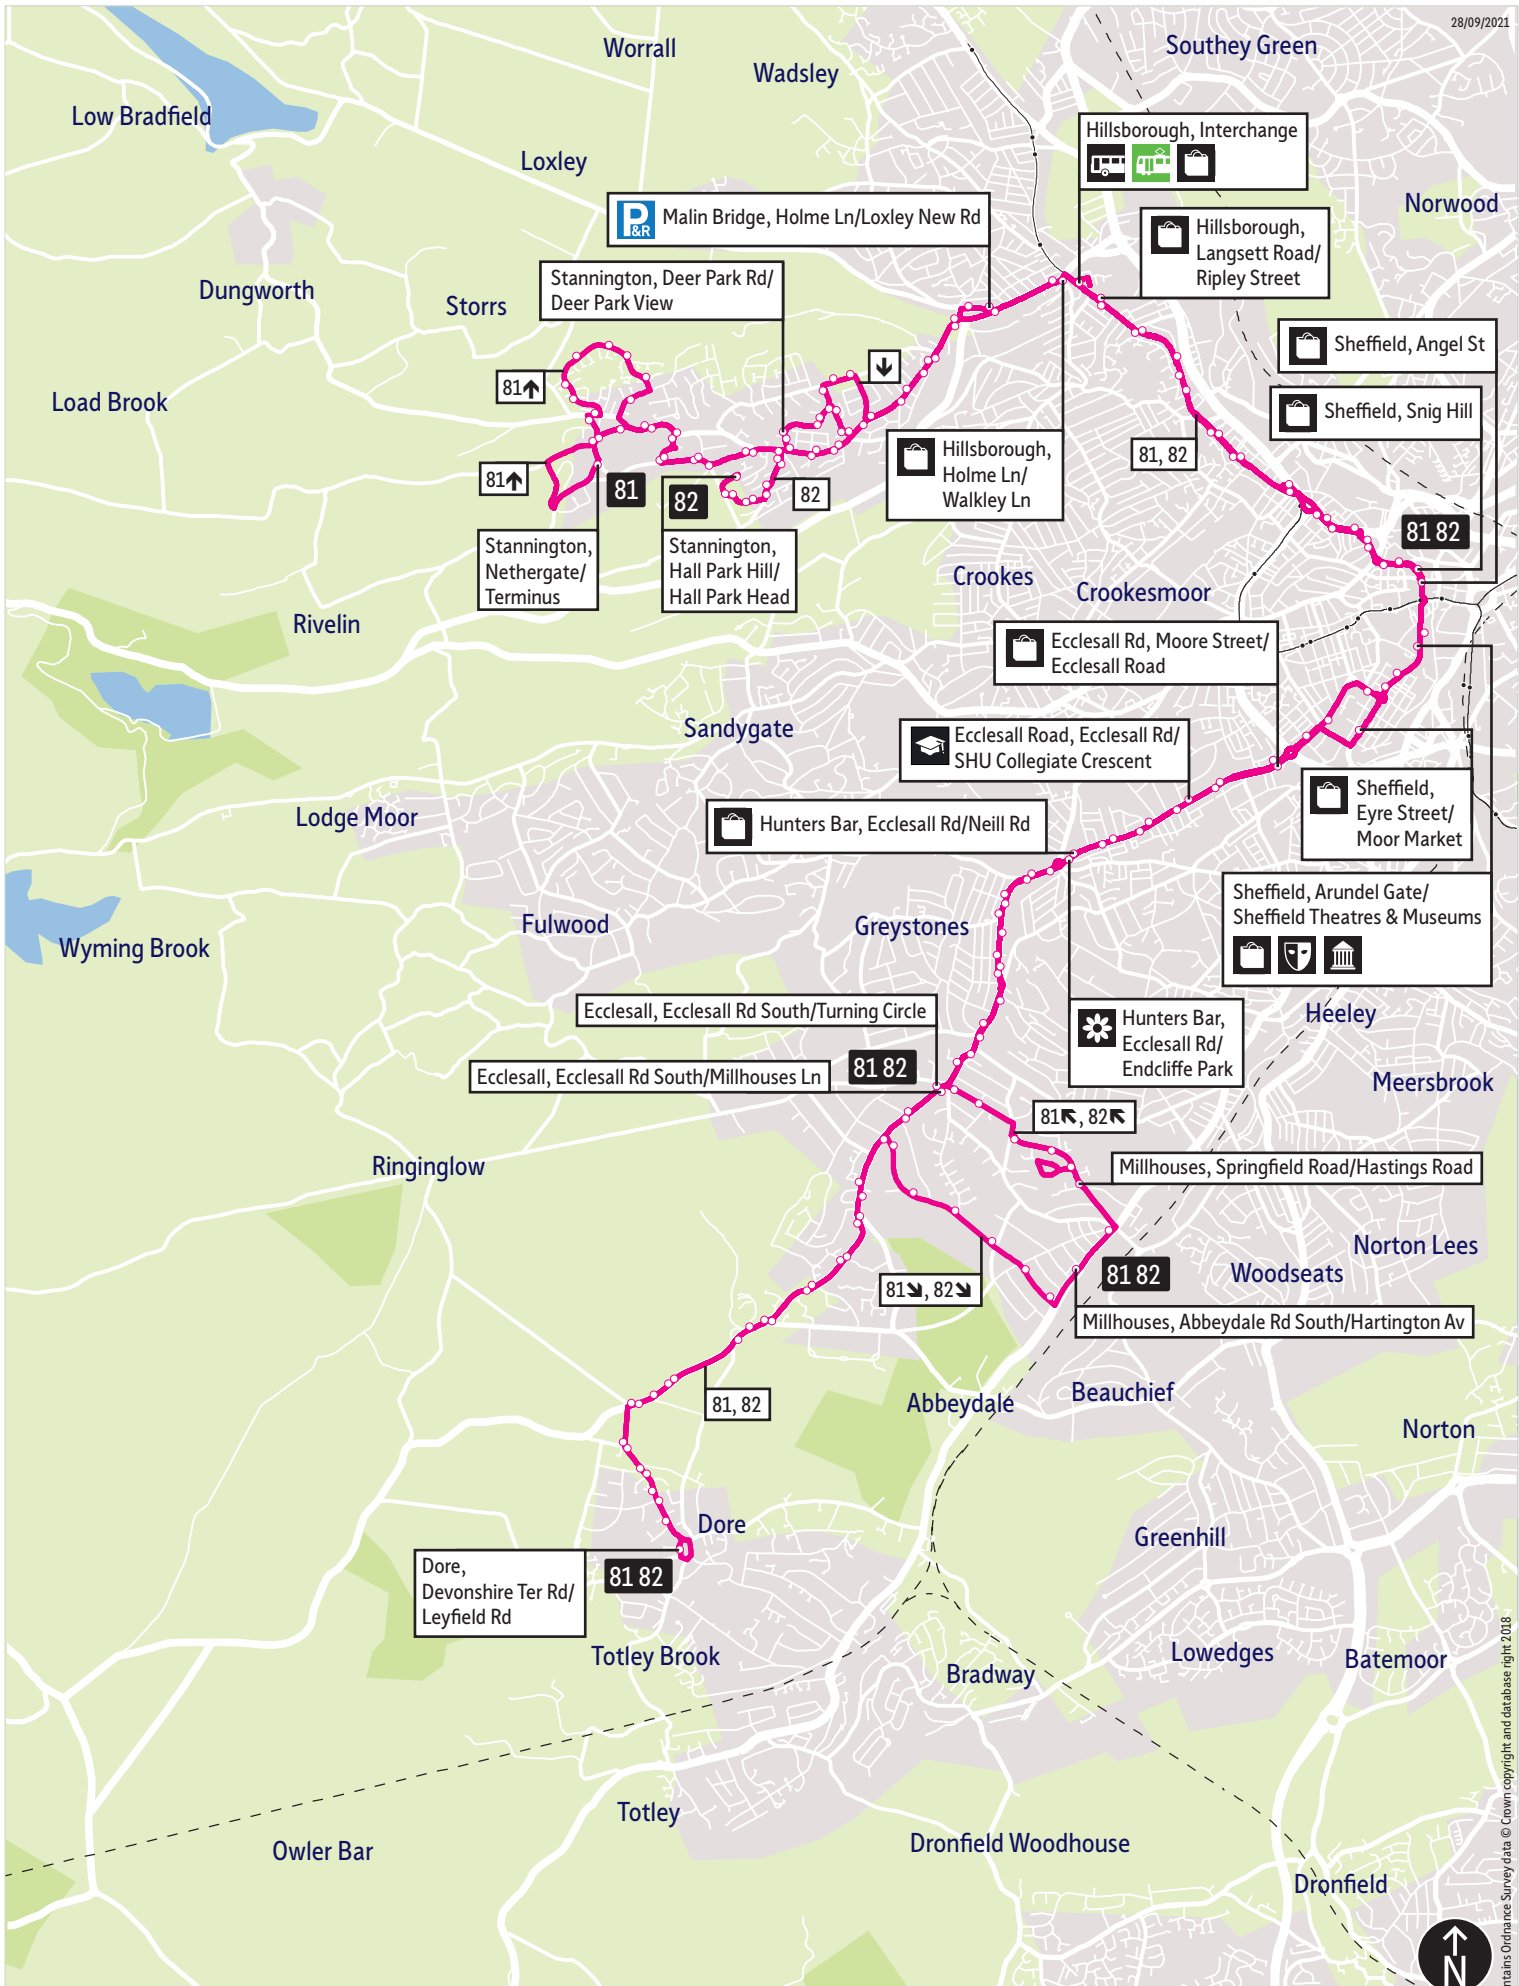 28/09/2021
Worrall
Southey Green
Wadsley
Low Bradfield
Hillsborough, Interchange
Loxley
Norwood
P&R
Malin Bridge, Holme Ln/Loxley New Rd
Hillsborough,
Langsett Road/
Ripley Street
Dungworth
Stannington, Deer Park Rd/
Deer Park View
Storrs
Sheffield, Angel St
81↑
↓
Load Brook
Sheffield, Snig Hill
81, 82
Hillsborough,
Holme Ln/
Walkley Ln
81↑
81
82
82
81 82
Stannington,
Nethergate/
Terminus
Stannington,
Hall Park Hill/
Hall Park Head
Crookes
Crookesmoor
Rivelin
Ecclesall Rd, Moore Street/
Ecclesall Road
Sandygate
Ecclesall Road, Ecclesall Rd/
SHU Collegiate Crescent
Sheffield,
Eyre Street/
Moor Market
Lodge Moor
Hunters Bar, Ecclesall Rd/Neill Rd
Sheffield, Arundel Gate/
Sheffield Theatres & Museums
Fulwood
Greystones
Wyming Brook
Ecclesall, Ecclesall Rd South/Turning Circle
Heeley
Hunters Bar,
Ecclesall Rd/
Endcliffe Park
Ecclesall, Ecclesall Rd South/Millhouses Ln
81 82
Meersbrook
81↖, 82↖
Ringinglow
Millhouses, Springfield Road/Hastings Road
Norton Lees
81 82
Woodseats
81↘, 82↘
Millhouses, Abbeydale Rd South/Hartington Av
81, 82
Abbeydale
Beauchief
Norton
Dore
Greenhill
Dore,
Devonshire Ter Rd/
Leyfield Rd
81 82
Totley Brook
Bradway
Lowedges
Batemoor
Totley
Owler Bar
Dronfield Woodhouse
Dronfield
N
Ordnance Survey data © Crown copyright and database right 2018